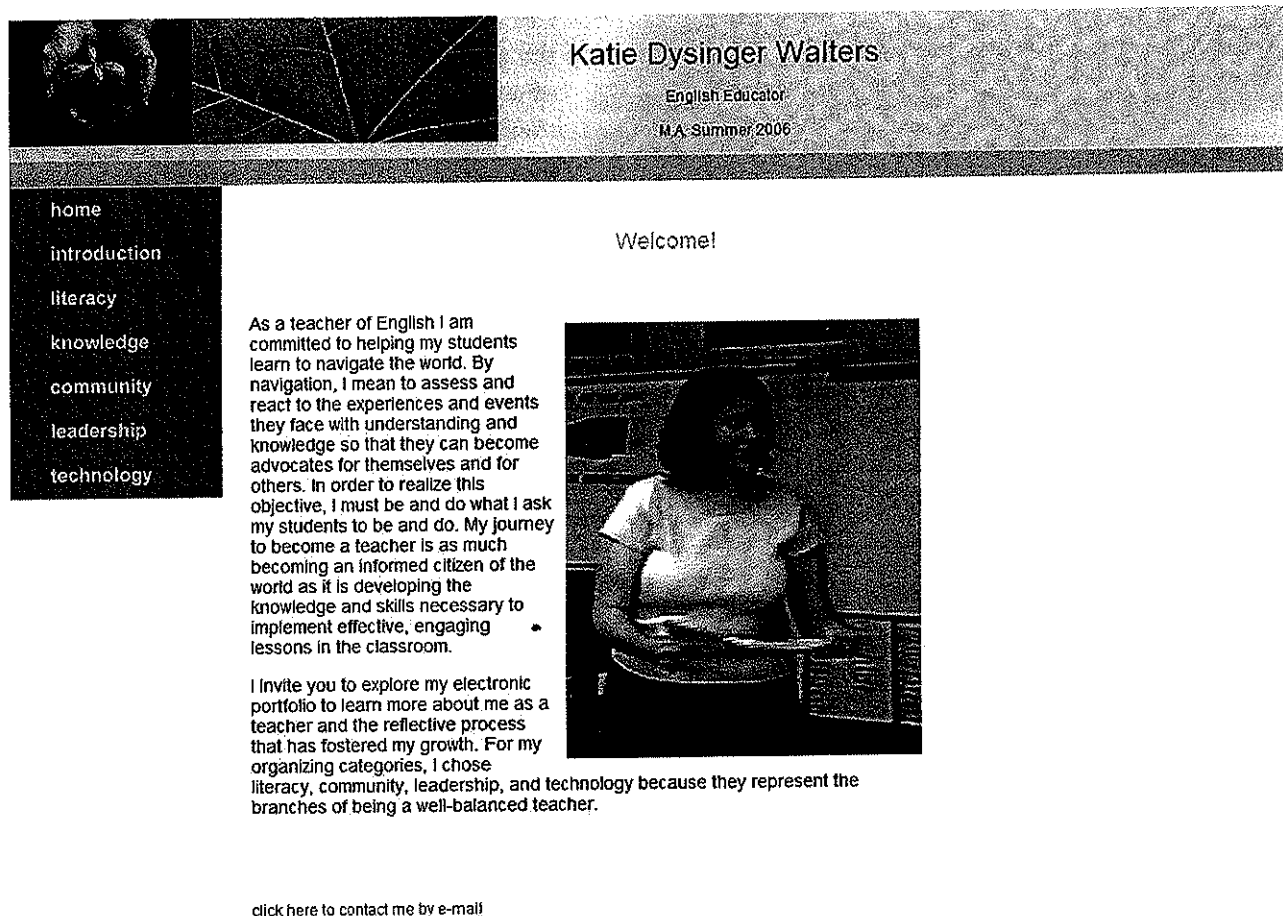 Katie Dysinger Walters
English Educator
M.A. Summer 2006
home
introduction
literacy
knowledge
community
leadership
technology
Welcome!
As a teacher of English I am
committed to helping my students
learn to navigate the world. By
navigation, I mean to assess and
react to the experiences and events
they face with understanding and
knowledge so that they can become
advocates for themselves and for
others. In order to realize this
objective, I must be and do what I ask
my students to be and do. My journey
to become a teacher is as much
becoming an informed citizen of the
world as it is developing the
knowledge and skills necessary to
implement effective, engaging
lessons in the classroom.
I invite you to explore my electronic
portfolio to learn more about me as a
teacher and the reflective process
that has fostered my growth. For my
organizing categories, I chose
literacy, community, leadership, and technology because they represent the
branches of being a well-balanced teacher.
click here to contact me by e-mail